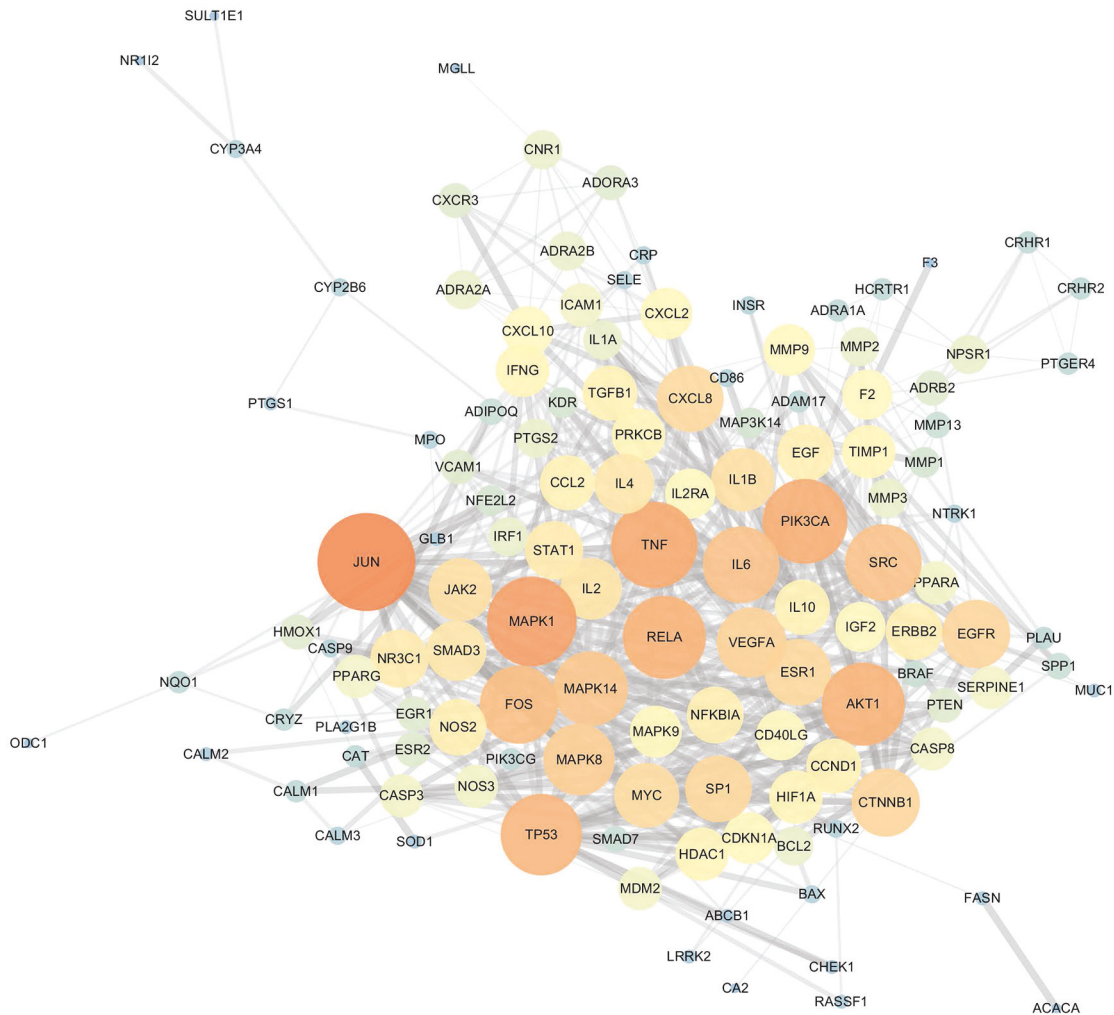 SULT1E1
NR1I2
MGLL
CYP3A4
CNR1
ADORA3
CXCR3
CRHR1
ADRA2B
CRP
F3
SELE
CYP2B6
ADRA2A
HCRTR1
CRHR2
ICAM1
INSR
ADRA1A
CXCL2
CXCL10
IL1A
MMP2
MMP9
NPSR1
PTGER4
IFNG
CD86
ADRB2
TGFB1
CXCL8
F2
PTGS1
ADIPOQ
KDR
ADAM17
MAP3K14
MMP13
MPO
PTGS2
PRKCB
EGF
TIMP1
VCAM1
MMP1
CCL2
IL4
IL1B
IL2RA
NFE2L2
MMP3
NTRK1
PIK3CA
GLB1
IRF1
STAT1
TNF
JUN
IL6
SRC
PPARA
JAK2
IL2
IL10
MAPK1
IGF2
ERBB2
EGFR
HMOX1
RELA
VEGFA
PLAU
CASP9
NR3C1
SMAD3
SPP1
PPARG
ESR1
BRAF
NQO1
MAPK14
SERPINE1
MUC1
FOS
AKT1
PTEN
EGR1
NFKBIA
CRYZ
PLA2G1B
NOS2
MAPK9
CD40LG
ODC1
CALM2
CAT
ESR2
PIK3CG
CASP8
MAPK8
CCND1
CALM1
CASP3
NOS3
MYC
SP1
HIF1A
CTNNB1
CALM3
SOD1
TP53
SMAD7
CDKN1A
RUNX2
BCL2
HDAC1
MDM2
BAX
FASN
ABCB1
LRRK2
CHEK1
CA2
RASSF1
ACACA